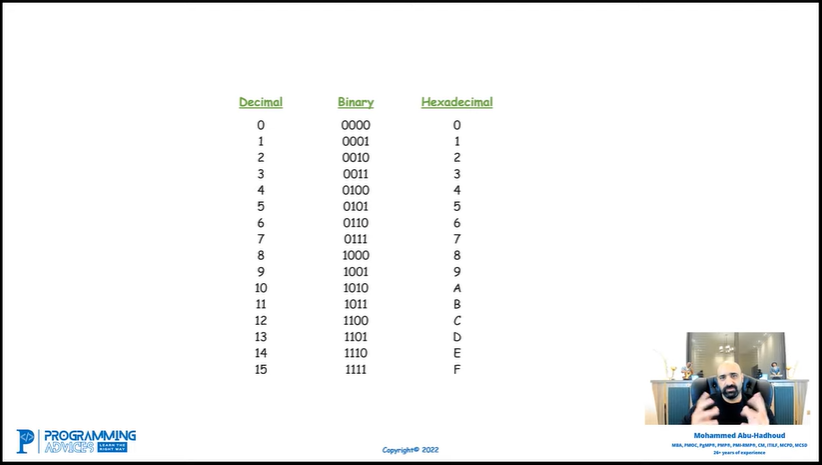 Decimal Binary Hexadecimal
0 0000 0
1 0001 1
2 0010 2
3 0011 3
4 0100 4
5 0101 5
6 0110 6
7 0111 7
8 1000 8
9 1001 9
10 1010 A
11 1011 B
12 1100 C
13 1101 D
14 1110 E
15 1111 F
Mohammed Abu-Hadhoud
MBA, PMOC, PgMP®, PMP®, PMI-RMP®, CM, ITILF, MCPD, MCSD
26+ years of experience
PROGRAMMING
ADVICES LEARN THE
RIGHT WAY
Copyright© 2022